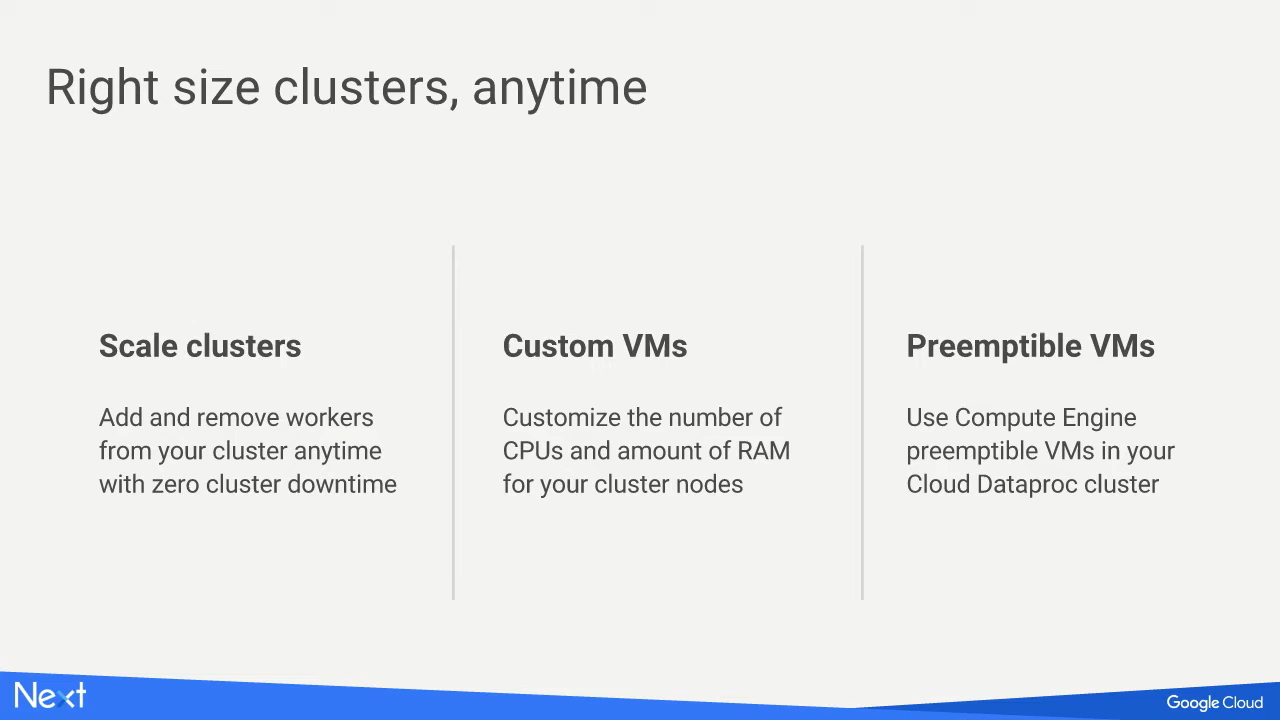 Right size clusters, anytime
Scale clusters
Add and remove workers
from your cluster anytime
with zero cluster downtime
Custom VMs
Customize the number of
CPUs and amount of RAM
for your cluster nodes
Preemptible VMs
Use Compute Engine
preemptible VMs in your
Cloud Dataproc cluster
Next
Google Cloud